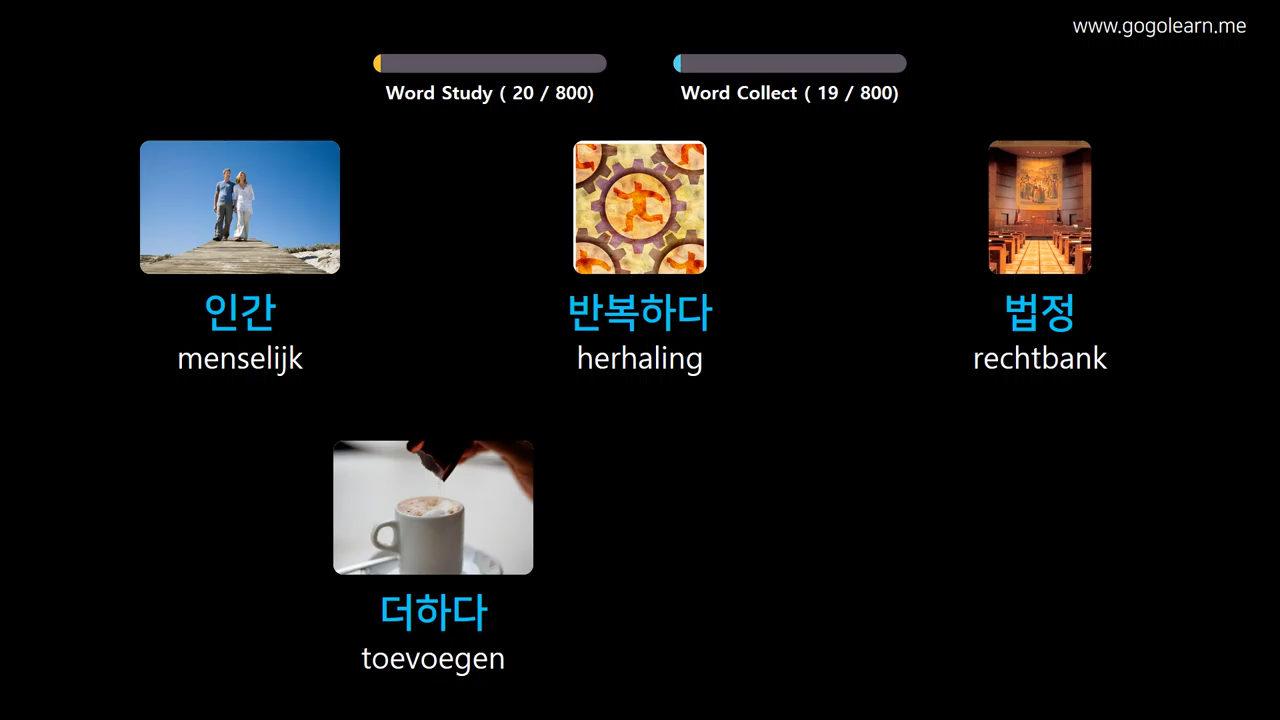 www.gogolearn.me
Word Study ( 20 / 800)
Word Collect ( 19 / 800)
인간
menselijk
반복하다
herhaling
법정
rechtbank
더하다
toevoegen